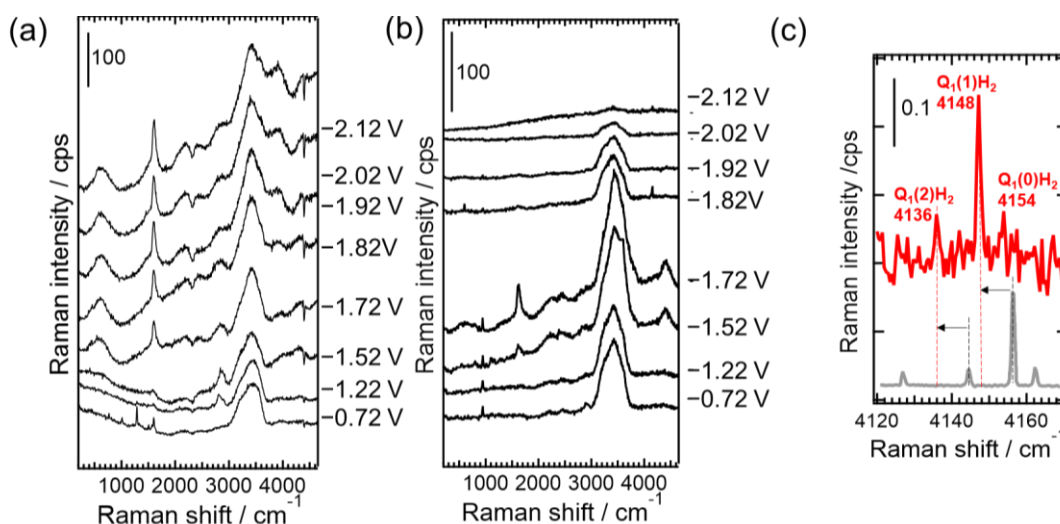 (a)
100
−2.12 V
−2.02 V
−1.92 V
−1.82V
−1.72 V
−1.52 V
−1.22 V
−0.72 V
Raman intensity / cps
1000 2000 3000 4000
Raman shift / cm⁻¹
(b)
100
−2.12 V
−2.02 V
−1.92 V
−1.82V
−1.72 V
−1.52 V
−1.22 V
−0.72 V
Raman intensity / cps
1000 2000 3000 4000
Raman shift / cm⁻¹
(c)
0.1
Q₁(1)H₂
4148
Q₁(0)H₂
4154
Q₁(2)H₂
4136
Raman intensity /cps
4120 4140 4160
Raman shift / cm⁻¹